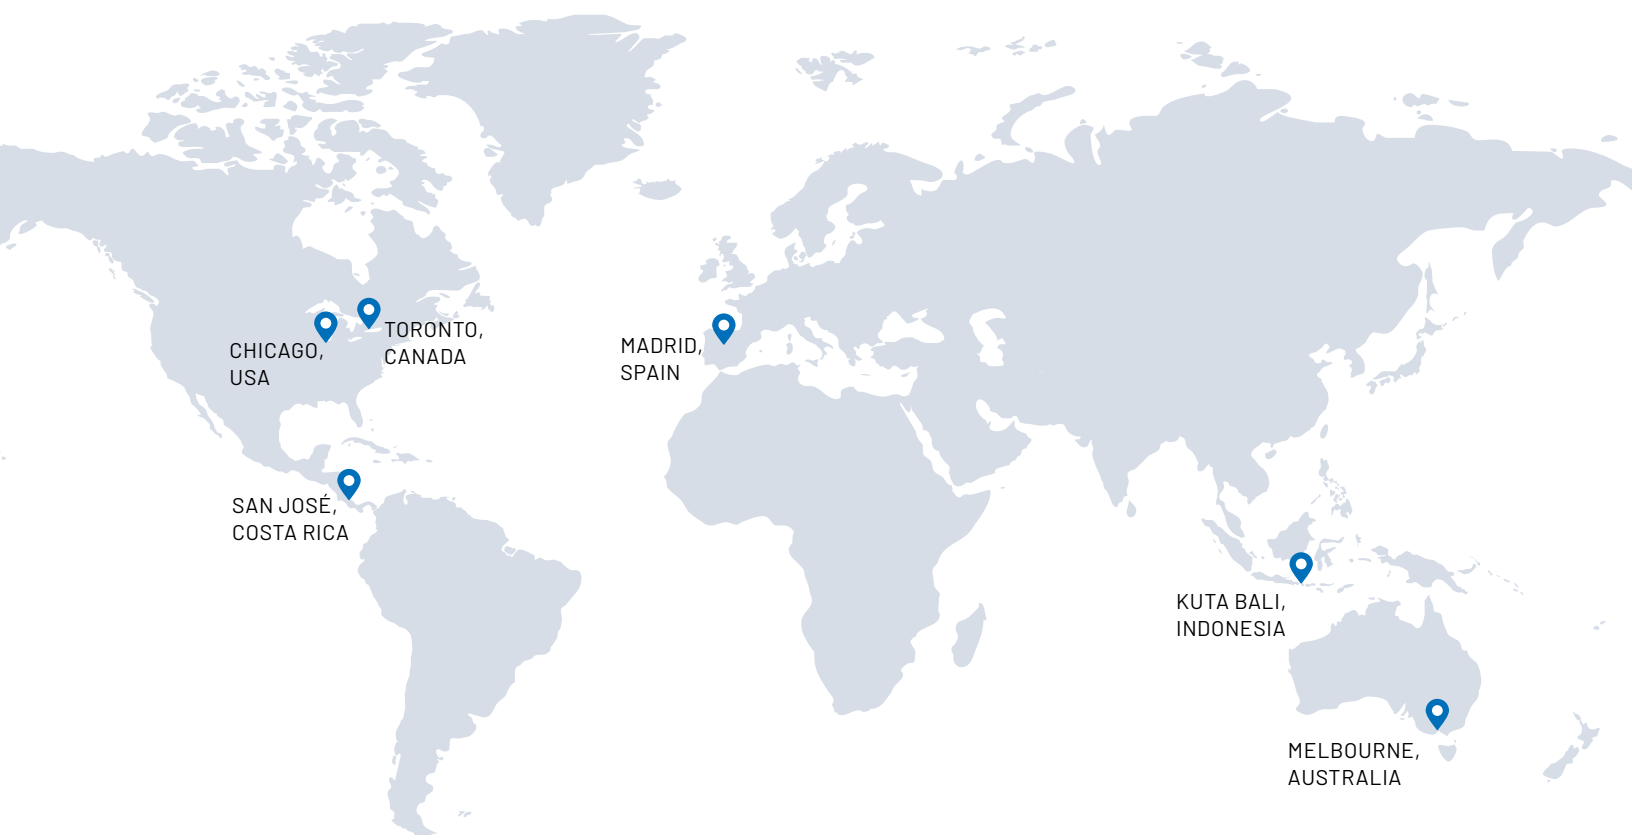 TORONTO,
CANADA
CHICAGO,
USA
MADRID,
SPAIN
SAN JOSÉ,
COSTA RICA
KUTA BALI,
INDONESIA
MELBOURNE,
AUSTRALIA